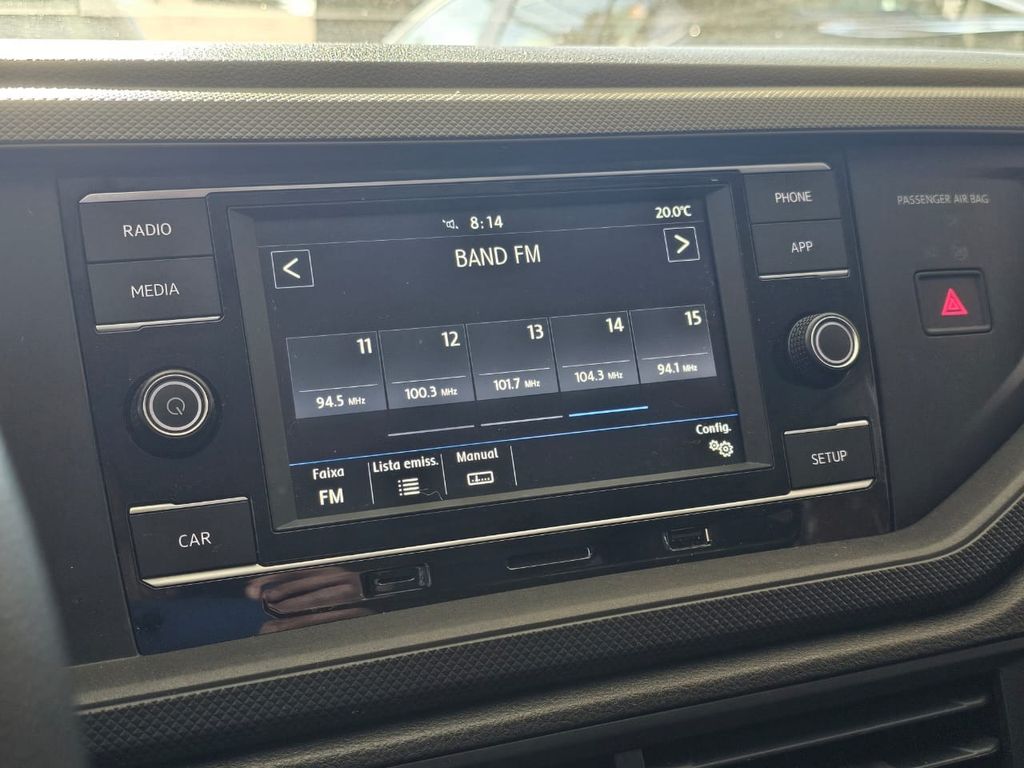 8:14
20.0°C
<
BAND FM
>
11
12
13
14
15
94.5 MHz
100.3 MHz
101.7 MHz
104.3 MHz
94.1 MHz
Faixa
FM
Lista emiss.
Manual
Config.
RADIO
MEDIA
CAR
PHONE
APP
SETUP
PASSENGER AIR BAG